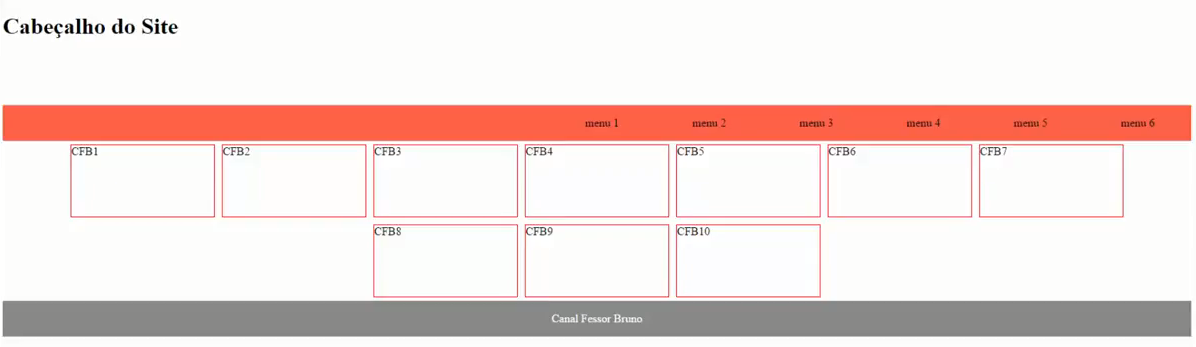 Cabeçalho do Site
menu 1 menu 2 menu 3 menu 4 menu 5 menu 6
CFB1 CFB2 CFB3 CFB4 CFB5 CFB6 CFB7
CFB8 CFB9 CFB10
Canal Fessor Bruno